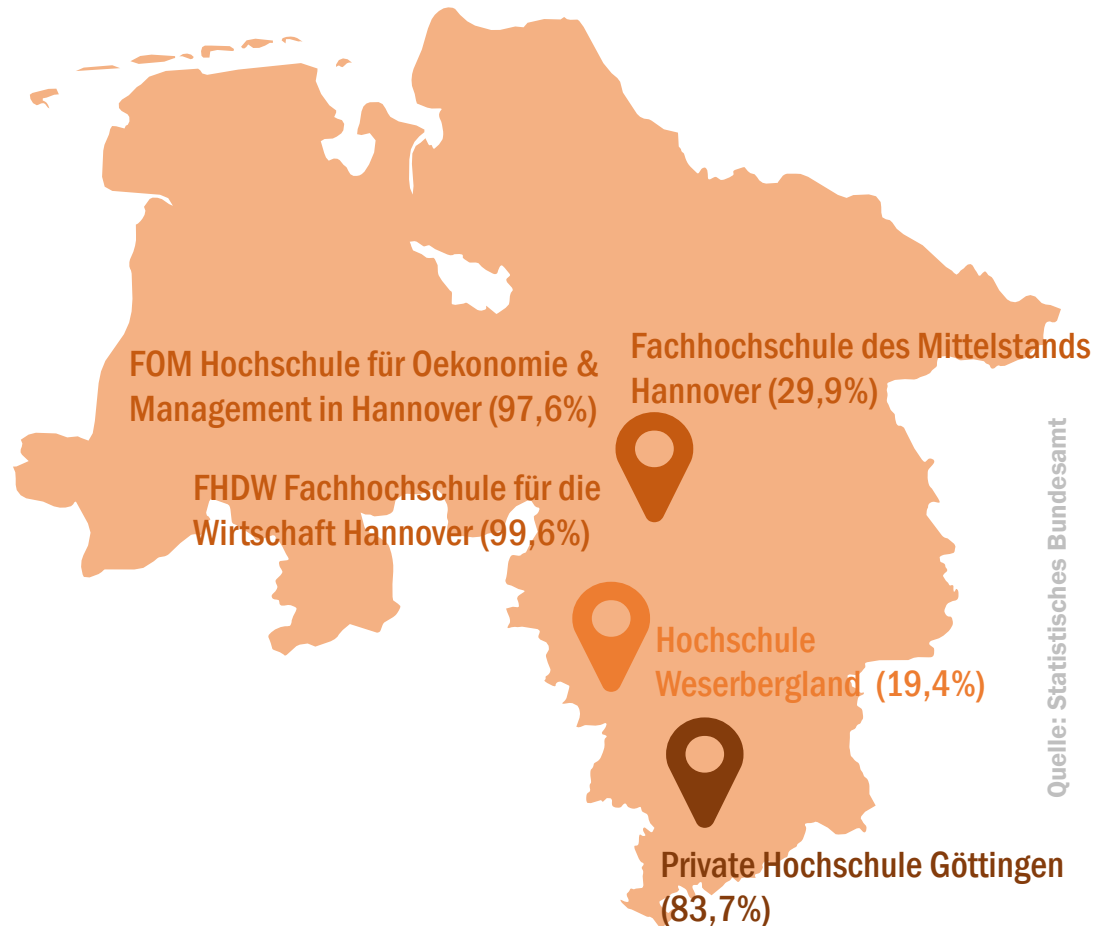 FOM Hochschule für Oekonomie &
Management in Hannover (97,6%)
Fachhochschule des Mittelstands
Hannover (29,9%)
FHDW Fachhochschule für die
Wirtschaft Hannover (99,6%)
Hochschule
Weserbergland (19,4%)
Private Hochschule Göttingen
(83,7%)
Quelle: Statistisches Bundesamt